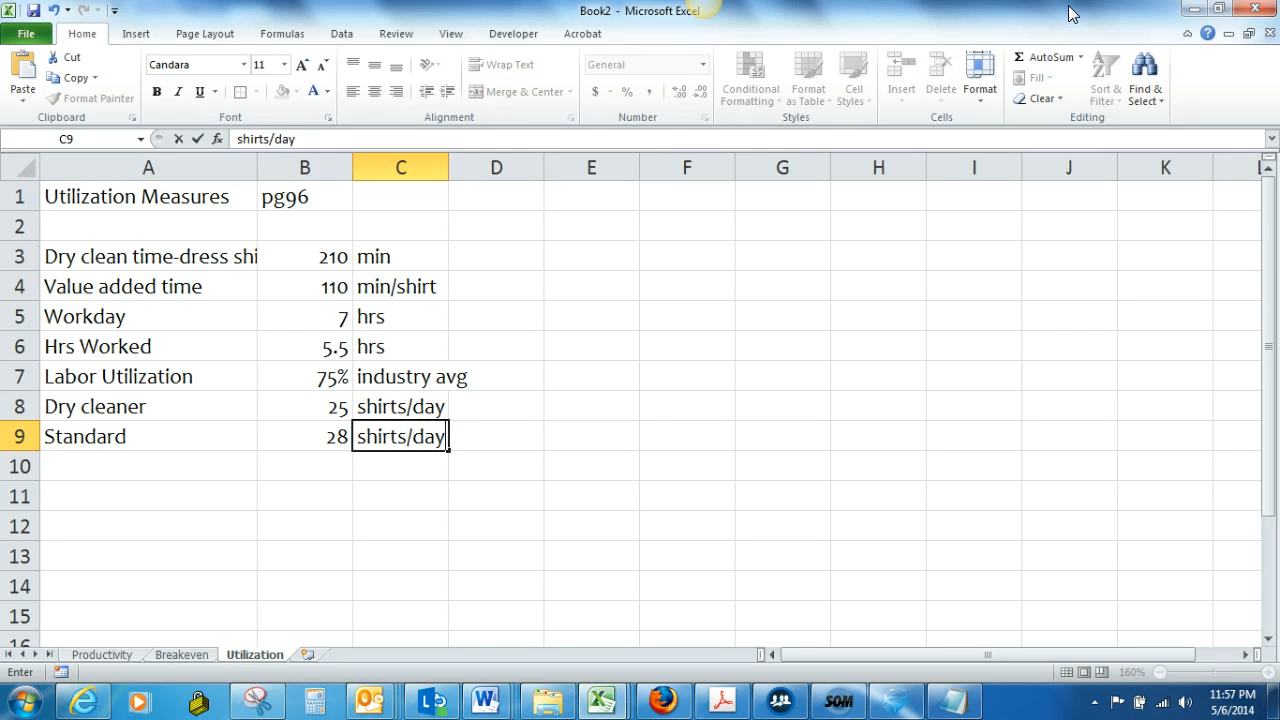 Book2 - Microsoft Excel
File Home Insert Page Layout Formulas Data Review View Developer Acrobat
Paste
Cut
Copy
Format Painter
Clipboard
Candara 11
B I U
Font
Wrap Text
Merge & Center
Alignment
General
$ % ,
Number
Conditional Formatting
Format as Table
Cell Styles
Styles
Insert
Delete
Format
Cells
AutoSum
Fill
Clear
Sort & Filter
Find & Select
Editing
C9 fx shirts/day
A B C D E F G H I J K L
1 Utilization Measures pg96
2
3 Dry clean time-dress shi 210 min
4 Value added time 110 min/shirt
5 Workday 7 hrs
6 Hrs Worked 5.5 hrs
7 Labor Utilization 75% industry avg
8 Dry cleaner 25 shirts/day
9 Standard 28 shirts/day
10
11
12
13
14
15
16
Productivity Breakeven Utilization
Enter 160%
SOM
11:57 PM
5/6/2014